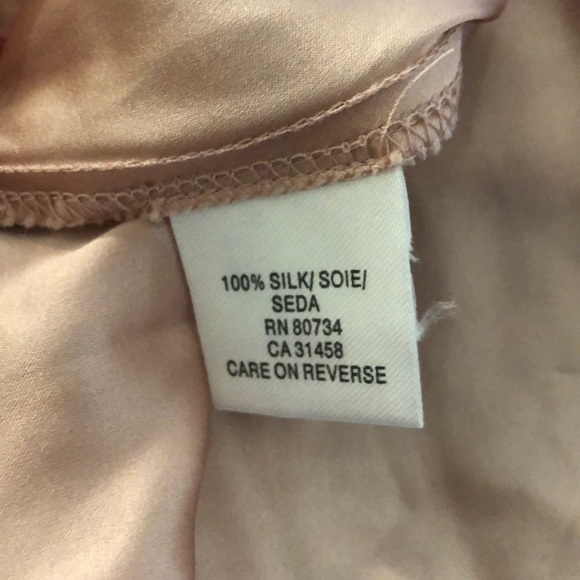 100% SILK/ SOIE/
SEDA
RN 80734
CA 31458
CARE ON REVERSE